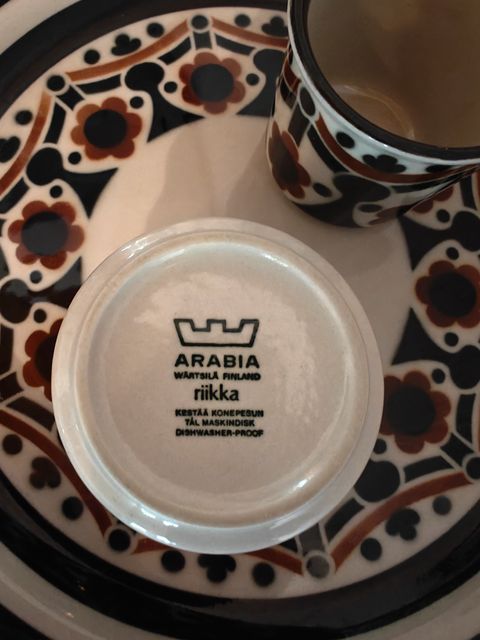 ARABIA
WÄRTSILÄ FINLAND
riikka
KESTÄÄ KONEPESUN
TÅL MASKINDISK
DISHWASHER-PROOF